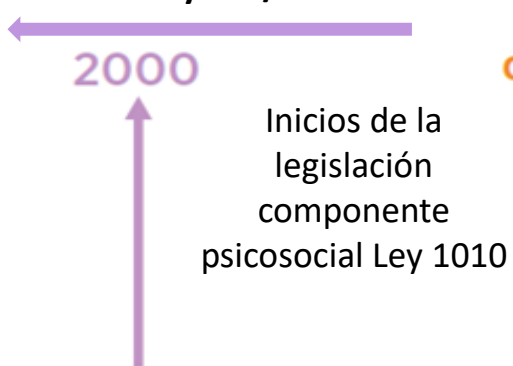 2000
Inicios de la
legislación
componente
psicosocial Ley 1010